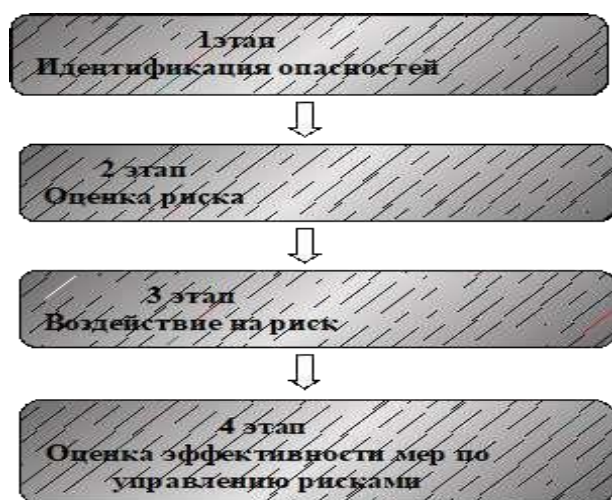 1этап
Идентификация опасностей
2 этап
Оценка риска
3 этап
Воздействие на риск
4 этап
Оценка эффективности мер по
управлению рисками